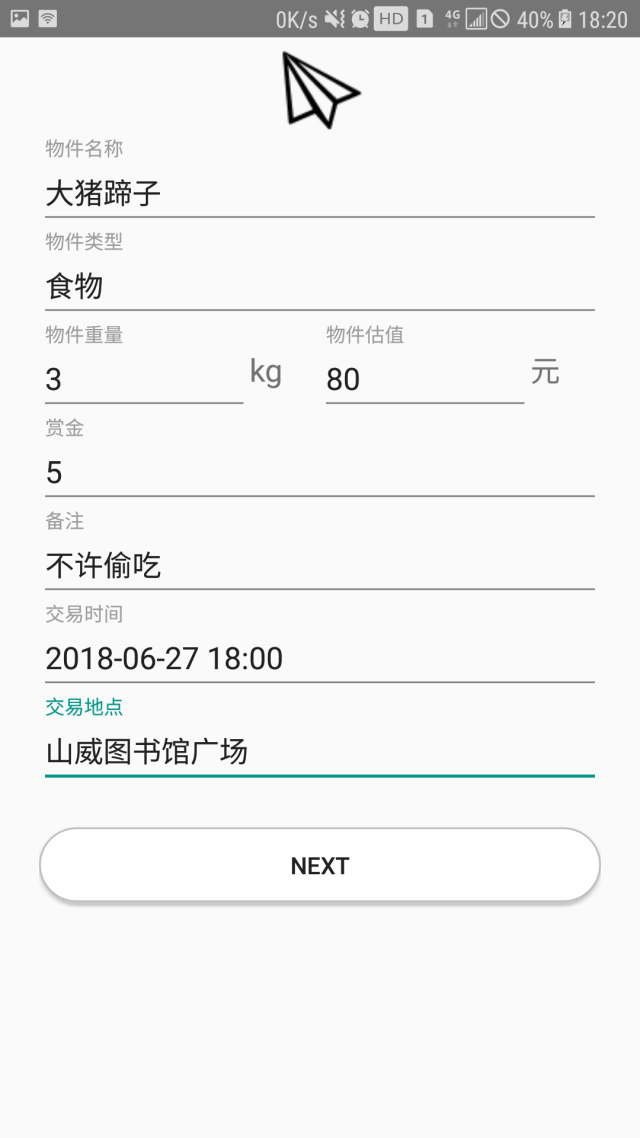 0K/s HD 1 4G 40% 18:20
物件名称
大猪蹄子
物件类型
食物
物件重量 物件估值
3 kg 80 元
赏金
5
备注
不许偷吃
交易时间
2018-06-27 18:00
交易地点
山威图书馆广场
NEXT